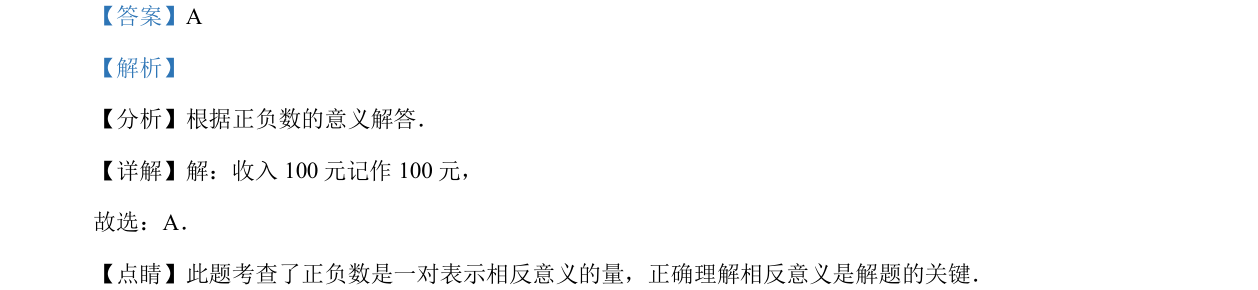 【答案】A
【解析】
【分析】根据正负数的意义解答．
【详解】解：收入 100 元记作 100 元，
故选：A．
【点睛】此题考查了正负数是一对表示相反意义的量，正确理解相反意义是解题的关键．